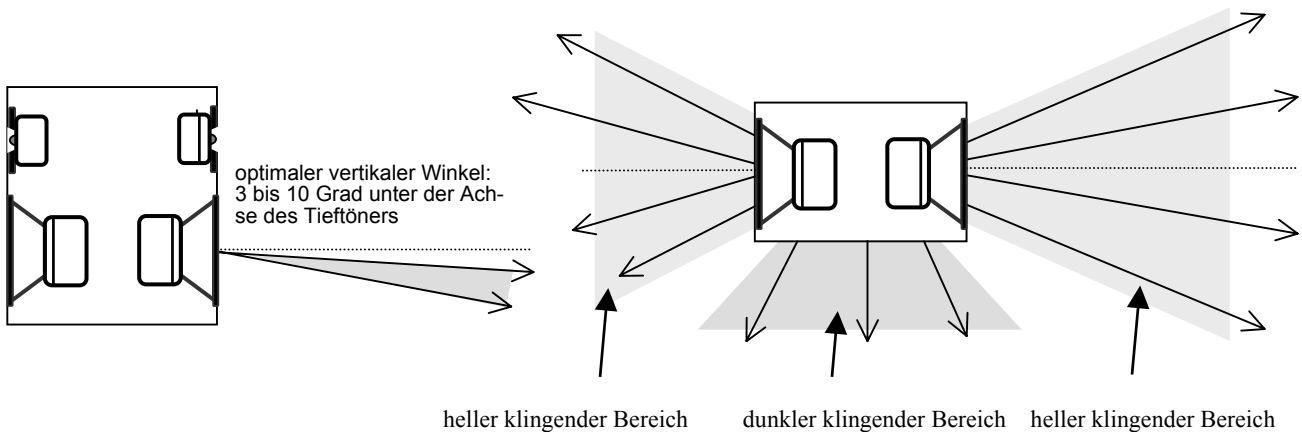 optimaler vertikaler Winkel:
3 bis 10 Grad unter der Ach-
se des Tieftöners
heller klingender Bereich
dunkler klingender Bereich
heller klingender Bereich